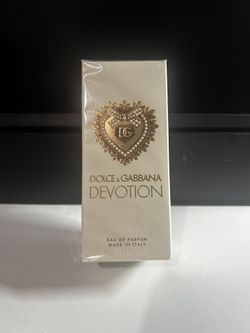 DG
DOLCE & GABBANA
DEVOTION
EAU DE PARFUM
MADE IN ITALY